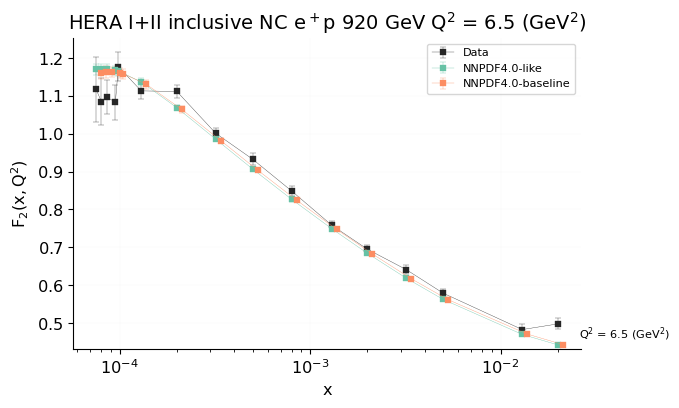 HERA I+II inclusive NC e⁺p 920 GeV Q² = 6.5 (GeV²)
Data
NNPDF4.0-like
NNPDF4.0-baseline
F₂(x, Q²)
1.2
1.1
1.0
0.9
0.8
0.7
0.6
0.5
Q² = 6.5 (GeV²)
10⁻⁴
10⁻³
10⁻²
x